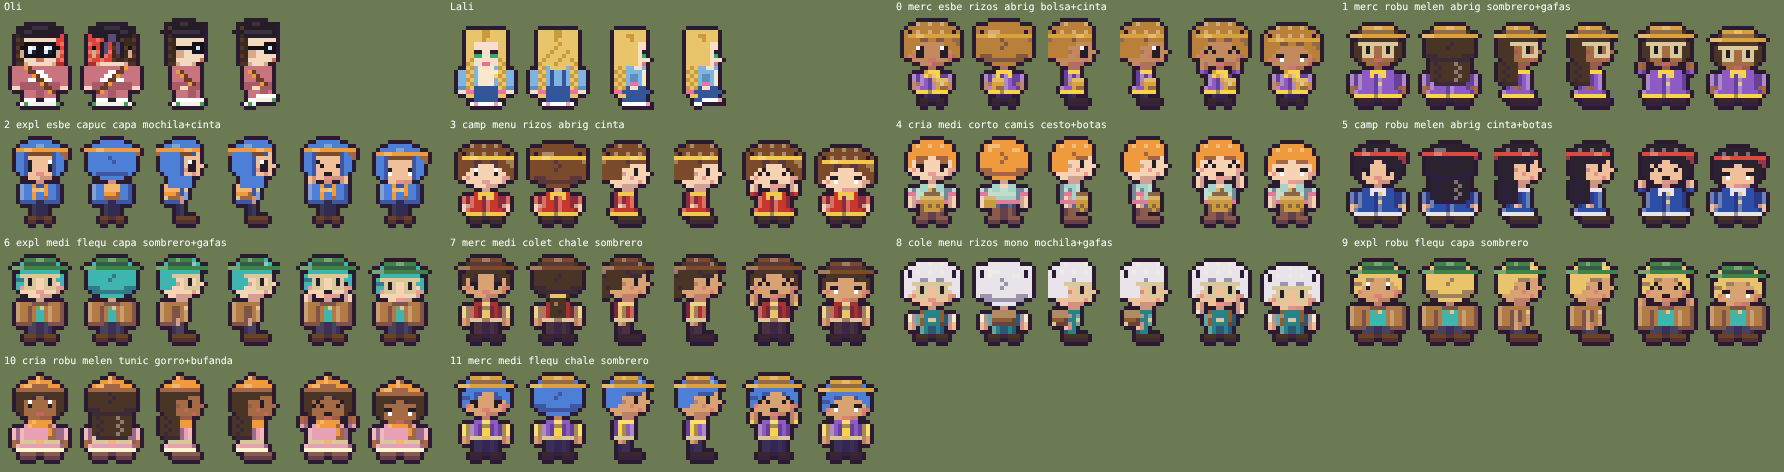 Oli
Lali
0 merc esbe rizos abrig bolsa+cinta
1 merc robu melen abrig sombrero+gafas
2 expl esbe capuc capa mochila+cinta
3 camp menu rizos abrig cinta
4 cria medi corto camis cesto+botas
5 camp robu melen abrig cinta+botas
6 expl medi flequ capa sombrero+gafas
7 merc medi colet chale sombrero
8 cole menu rizos mono mochila+gafas
9 expl robu flequ capa sombrero
10 cria robu melen tunic gorro+bufanda
11 merc medi flequ chale sombrero